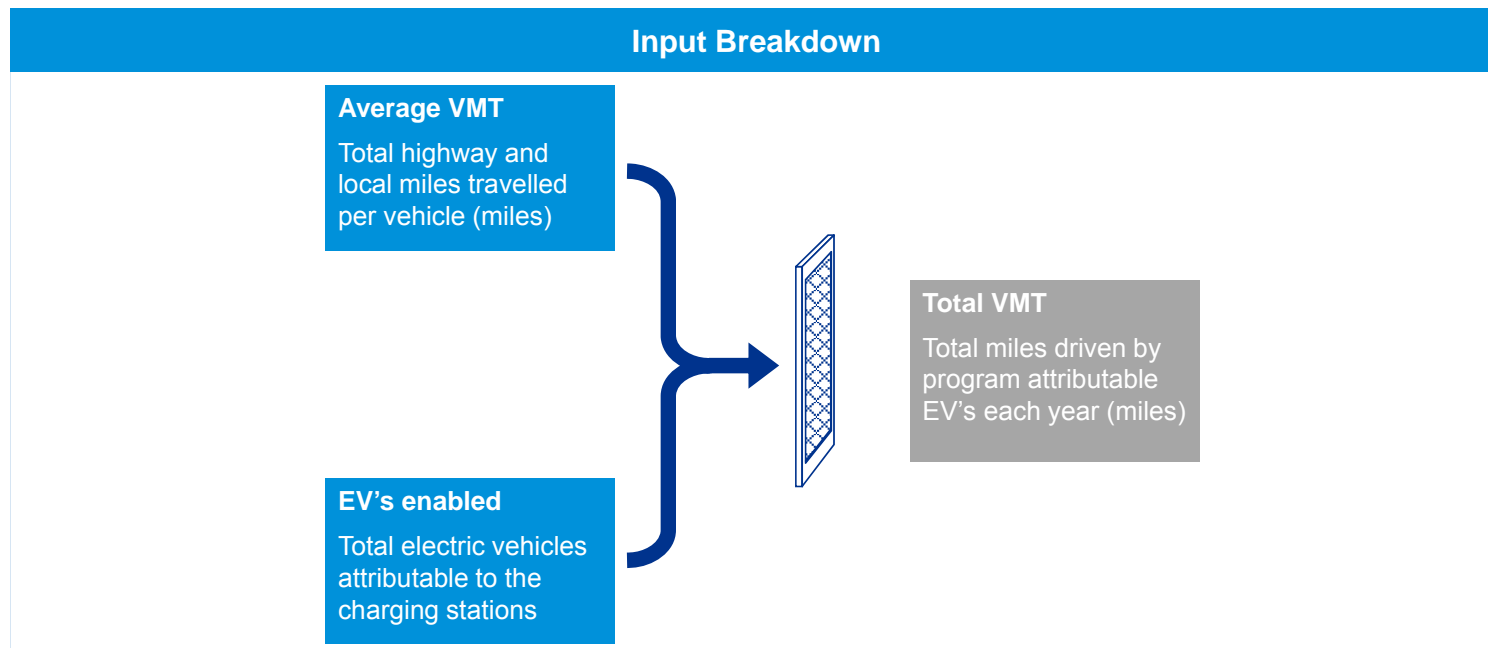 Input Breakdown
Average VMT
Total highway and
local miles travelled
per vehicle (miles)
Total VMT
Total miles driven by
program attributable
EV's each year (miles)
EV's enabled
Total electric vehicles
attributable to the
charging stations